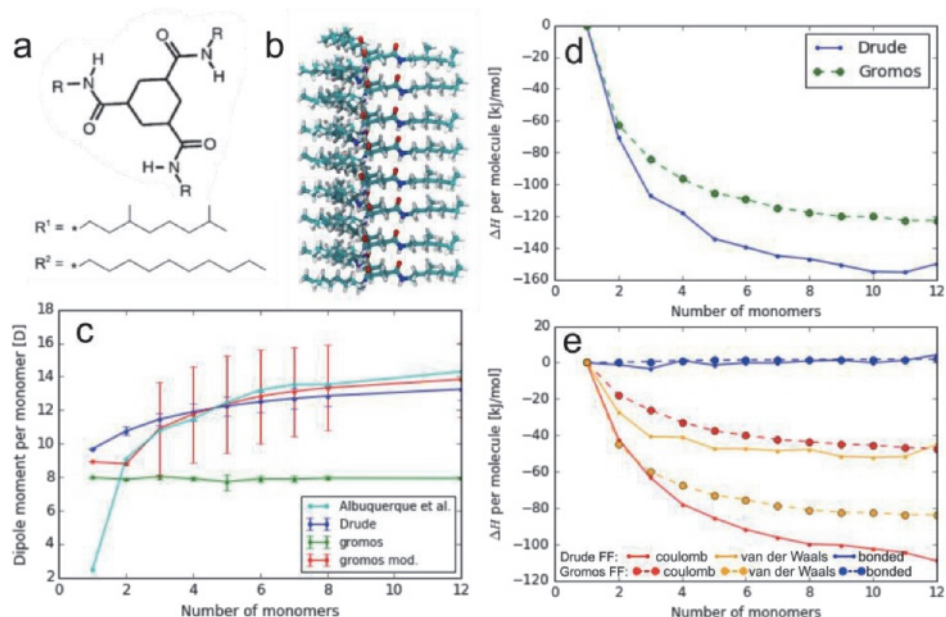 a
O
N
R
H
H
R
N
O
O
H
N
R
R¹ = *
R² = *
b
c
Dipole moment per monomer [D]
18
16
14
12
10
8
6
4
2
0
2
4
6
8
10
12
Number of monomers
Albuquerque et al.
Drude
gromos
gromos mod.
d
ΔH per molecule [kJ/mol]
0
−20
−40
−60
−80
−100
−120
−140
−160
0
2
4
6
8
10
12
Number of monomers
Drude
Gromos
e
ΔH per molecule [kJ/mol]
20
0
−20
−40
−60
−80
−100
−120
0
2
4
6
8
10
12
Number of monomers
Drude FF: coulomb van der Waals bonded
Gromos FF: coulomb van der Waals bonded